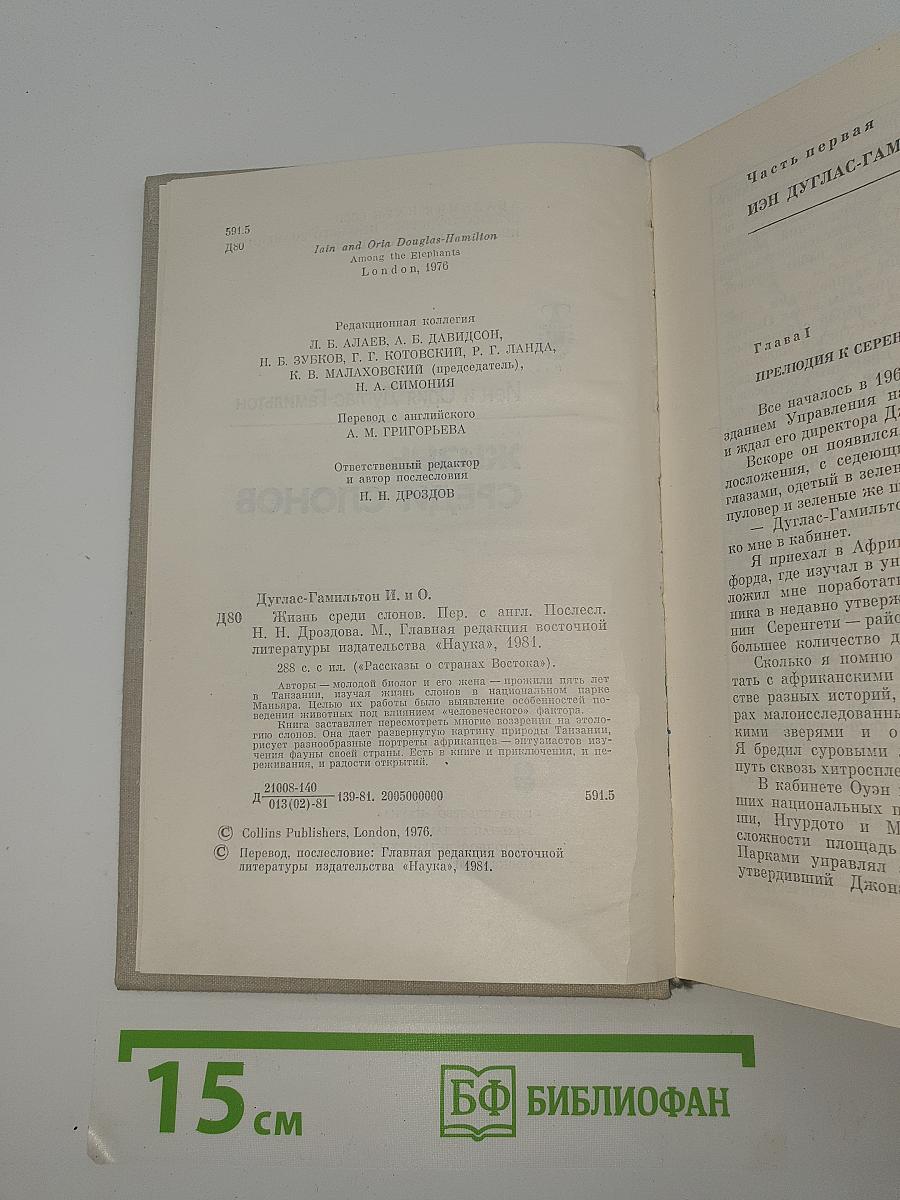 591.5
Д80
Iain and Oria Douglas-Hamilton
Among the Elephants
London, 1976
Редакционная коллегия
Л. Б. АЛАЕВ, А. Б. ДАВИДСОН,
Н. Б. ЗУБКОВ, Г. Г. КОТОВСКИЙ, Р. Г. ЛАНДА,
К. В. МАЛАХОВСКИЙ (председатель),
Н. А. СИМОНИЯ
Перевод с английского
А. М. ГРИГОРЬЕВА
Ответственный редактор
и автор послесловия
Н. Н. ДРОЗДОВ
Дуглас-Гамильтон И. и О.
Д80 Жизнь среди слонов. Пер. с англ. Послесл.
Н. Н. Дроздова. М., Главная редакция восточной
литературы издательства «Наука», 1981.
288 с. с ил. («Рассказы о странах Востока»).
Авторы — молодой биолог и его жена — прожили пять лет
в Танзании, изучая жизнь слонов в национальном парке
Маньяра. Целью их работы было выявление особенностей по-
ведения животных под влиянием «человеческого» фактора.
Книга заставляет пересмотреть многие воззрения на этоло-
гию слонов. Она дает развернутую картину природы Танзании,
рисует разнообразные портреты африканцев — энтузиастов изу-
чения фауны своей страны. Есть в книге и приключения, и пе-
реживания, и радости открытий.
Д 21008-140
013(02)-81 139-81. 2005000000 591.5
© Collins Publishers, London, 1976.
© Перевод, послесловие: Главная редакция восточной
литературы издательства «Наука», 1981.
Часть первая
ИЭН ДУГЛАС-ГАМ
Глава I
ПРЕЛЮДИЯ К СЕРЕН
Все началось в 196
зданием Управления на
и ждал его директора Дж
Вскоре он появился,
лосложения, с седеющи
глазами, одетый в зелен
пуловер и зеленые же ш
— Дуглас-Гамильто
ко мне в кабинет.
Я приехал в Афри
форда, где изучал в ун
ложил мне поработат
ника в недавно утверж
нин Серенгети — райо
большее количество д
Сколько я помню
тать с африканскими
стве разных историй,
рах малоисследованны
кими зверями и о
Я бредил суровыми
путь сквозь хитроспле
В кабинете Оуэн
ших национальных п
ши, Нгурдото и М
сложности площадь
Парками управлял
утвердивший Джон
15 см
БФ БИБЛИОФАН